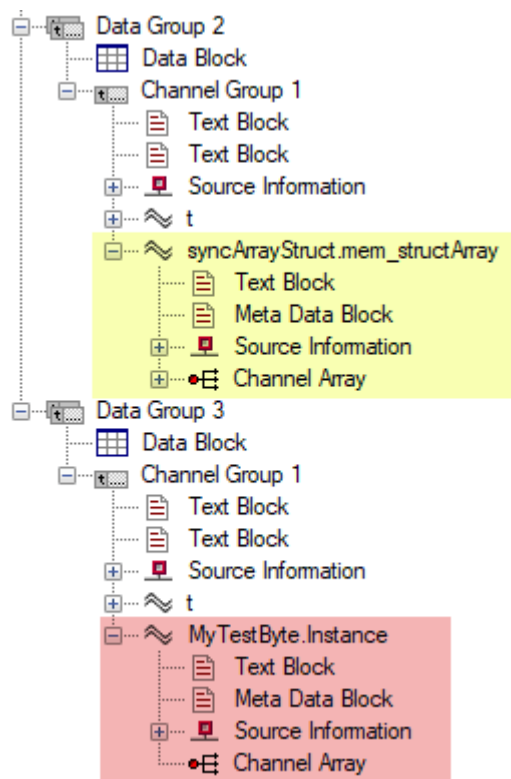 Data Group 2
Data Block
Channel Group 1
Text Block
Text Block
Source Information
t
syncArrayStruct.mem_structArray
Text Block
Meta Data Block
Source Information
Channel Array
Data Group 3
Data Block
Channel Group 1
Text Block
Text Block
Source Information
t
MyTestByte.Instance
Text Block
Meta Data Block
Source Information
Channel Array